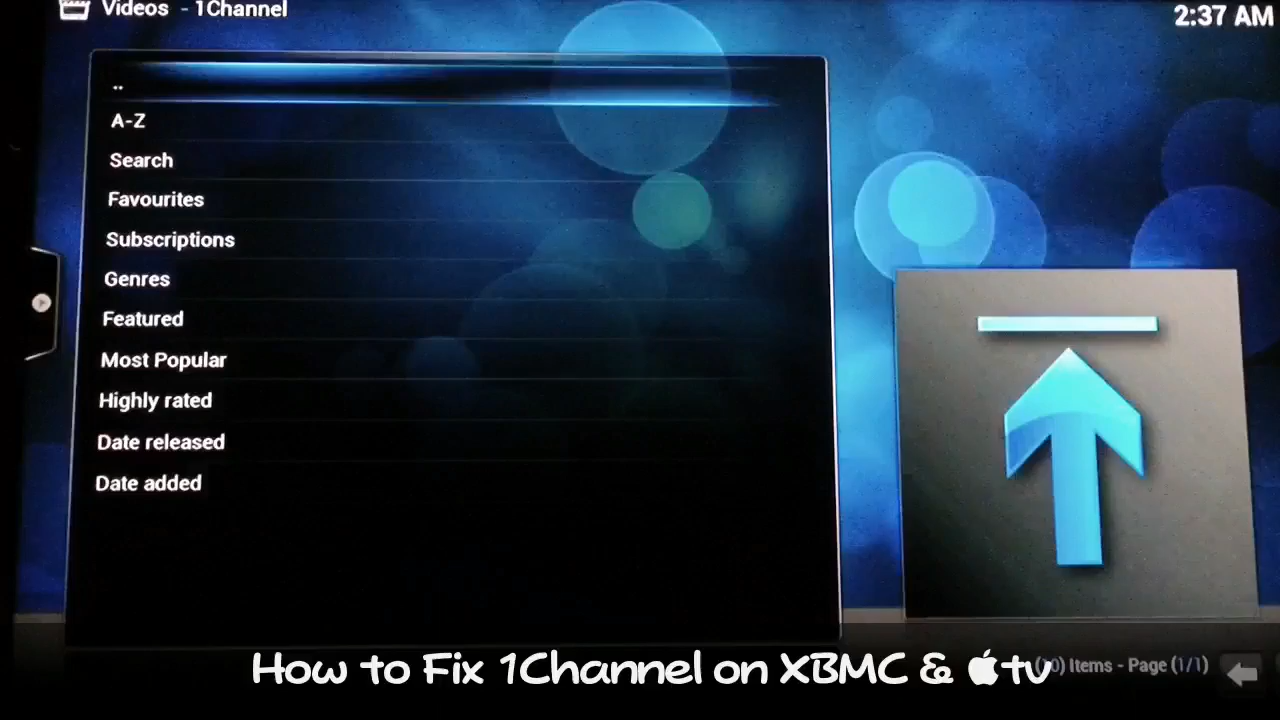 Videos - 1Channel
2:37 AM
..
A-Z
Search
Favourites
Subscriptions
Genres
Featured
Most Popular
Highly rated
Date released
Date added
How to Fix 1Channel on XBMC & tv
Items - Page (1/1)